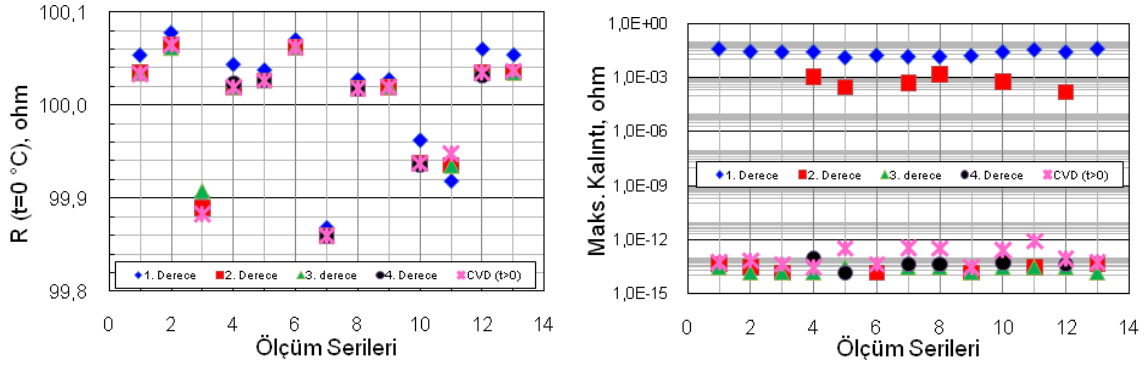 R (t=0 °C), ohm
100,1
100,0
99,9
99,8
1. Derece 2. Derece 3. derece 4. Derece CVD (t>0)
0 2 4 6 8 10 12 14
Ölçüm Serileri
Maks. Kalıntı, ohm
1,0E+00
1,0E-03
1,0E-06
1,0E-09
1,0E-12
1,0E-15
1. Derece 2. Derece 3. derece 4. Derece CVD (t>0)
0 2 4 6 8 10 12 14
Ölçüm Serileri